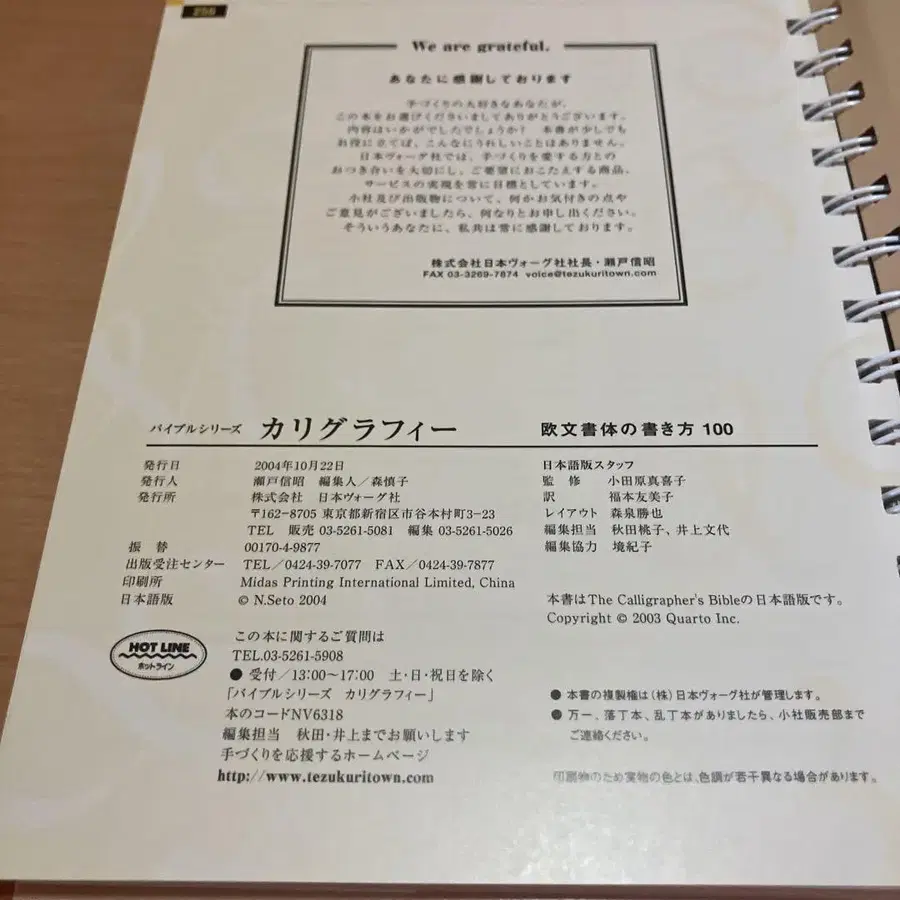 256
We are grateful.
あなたに感謝しております
手づくりの大好きなあなたが、
この本をお選びくださいましてありがとうございます。
内容はいかがでしたでしょうか? 本書が少しでも
お役に立てば、こんなにうれしいことはありません。
日本ヴォーグ社では、手づくりを愛する方との
おつき合いを大切にし、ご要望におこたえする商品、
サービスの実現を常に目標としています。
小社及び出版物について、何かお気付きの点や
ご意見がございましたら、何なりとお申し出ください。
そういうあなたに、私共は常に感謝しております。
株式会社日本ヴォーグ社社長・瀬戸信昭
FAX 03-3269-7874 voice@tezukuritown.com
バイブルシリーズ カリグラフィー 欧文書体の書き方 100
発行日 2004年10月22日
発行人 瀬戸信昭 編集人/森慎子
発行所 株式会社 日本ヴォーグ社
〒162-8705 東京都新宿区市谷本村町3-23
TEL 販売 03-5261-5081 編集 03-5261-5026
振替 00170-4-9877
出版受注センター TEL/0424-39-7077 FAX/0424-39-7877
印刷所 Midas Printing International Limited, China
日本語版 © N.Seto 2004
日本語版スタッフ
監修 小田原真喜子
訳 福本友美子
レイアウト 森泉勝也
編集担当 秋田桃子、井上文代
編集協力 境紀子
本書はThe Calligrapher's Bibleの日本語版です。
Copyright © 2003 Quarto Inc.
HOT LINE
ホットライン
この本に関するご質問は
TEL.03-5261-5908
● 受付/13:00〜17:00 土・日・祝日を除く
「バイブルシリーズ カリグラフィー」
本のコードNV6318
編集担当 秋田・井上までお願いします
手づくりを応援するホームページ
http://www.tezukuritown.com
● 本書の複製権は(株)日本ヴォーグ社が管理します。
● 万一、落丁本、乱丁本がありましたら、小社販売部まで
ご連絡ください。
印刷物のため実物の色とは、色調が若干異なる場合があります。